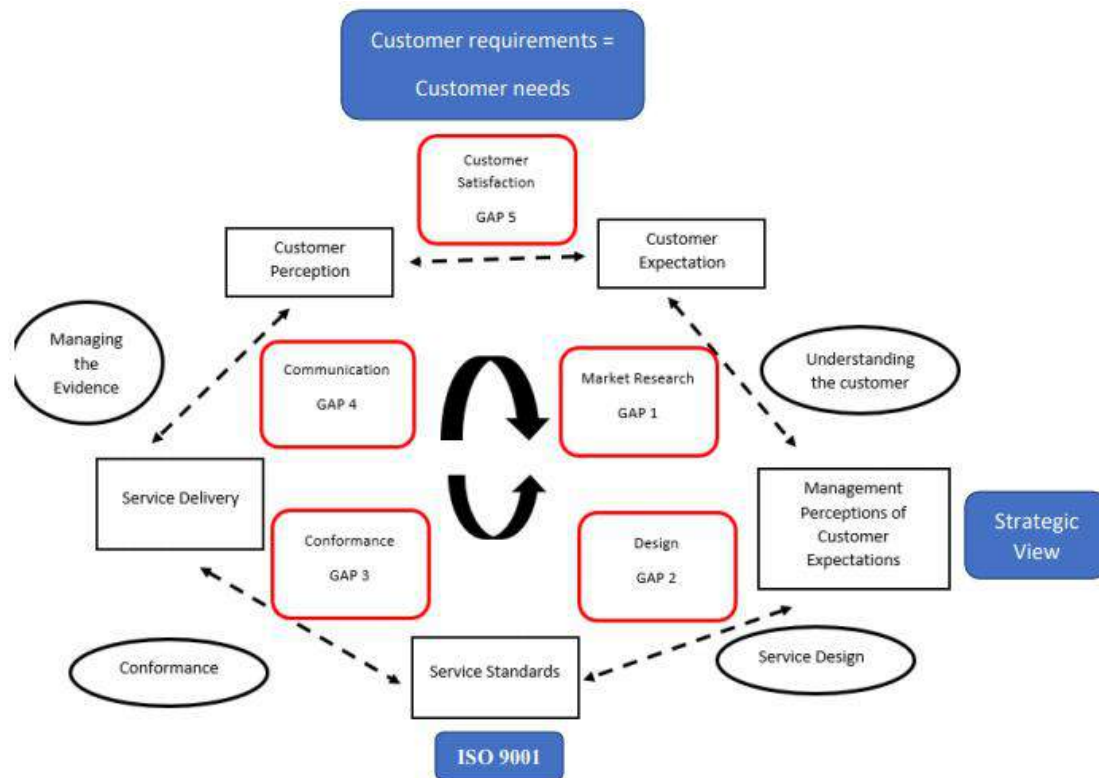 Customer requirements =
Customer needs
Customer
Satisfaction
GAP 5
Customer
Perception
Customer
Expectation
Managing
the
Evidence
Communication
GAP 4
Market Research
GAP 1
Understanding
the customer
Service Delivery
Management
Perceptions of
Customer
Expectations
Strategic
View
Conformance
GAP 3
Design
GAP 2
Conformance
Service Standards
Service Design
ISO 9001